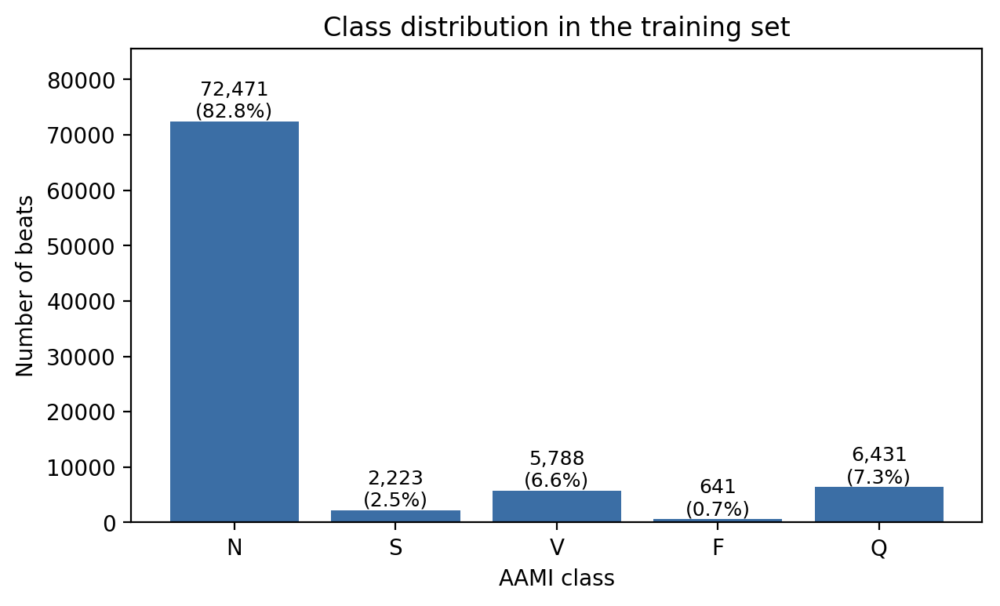 Class distribution in the training set
Number of beats
80000
70000
60000
50000
40000
30000
20000
10000
0
72,471
(82.8%)
2,223
(2.5%)
5,788
(6.6%)
641
(0.7%)
6,431
(7.3%)
N
S
V
F
Q
AAMI class